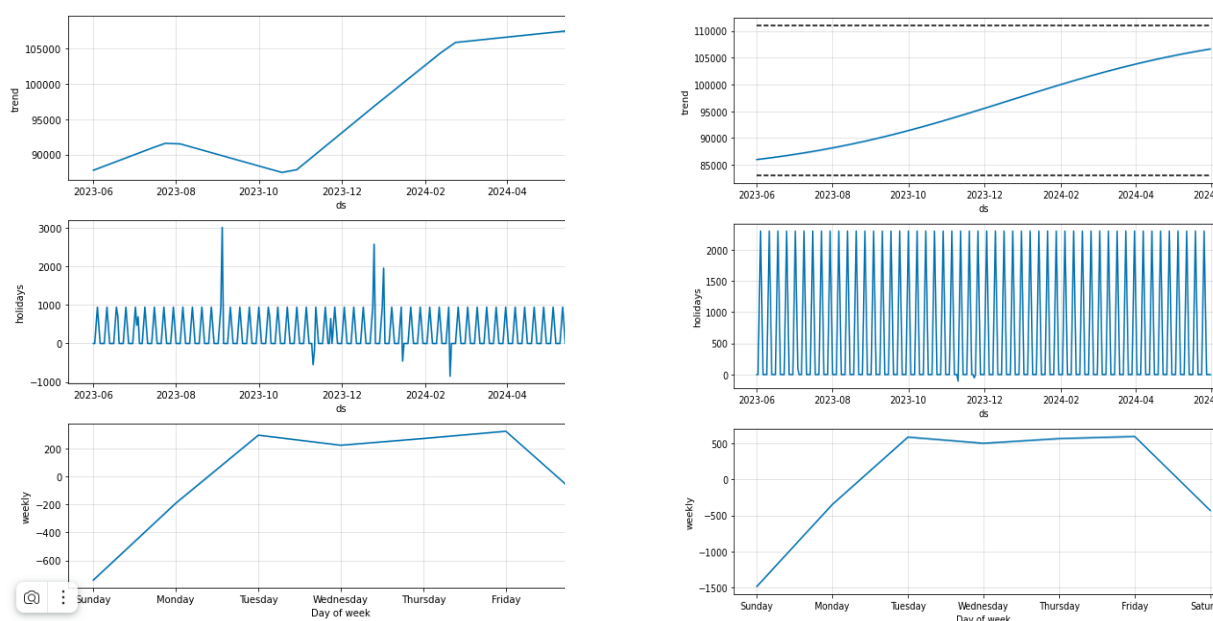 105000
100000
95000
90000
trend
2023-06 2023-08 2023-10 2023-12 2024-02 2024-04
ds
3000
2000
1000
0
−1000
holidays
2023-06 2023-08 2023-10 2023-12 2024-02 2024-04
ds
200
0
−200
−400
−600
weekly
Sunday Monday Tuesday Wednesday Thursday Friday
Day of week
110000
105000
100000
95000
90000
85000
trend
2023-06 2023-08 2023-10 2023-12 2024-02 2024-04 2024
ds
2000
1500
1000
500
0
holidays
2023-06 2023-08 2023-10 2023-12 2024-02 2024-04 2024
ds
500
0
−500
−1000
−1500
weekly
Sunday Monday Tuesday Wednesday Thursday Friday Satur
Day of week